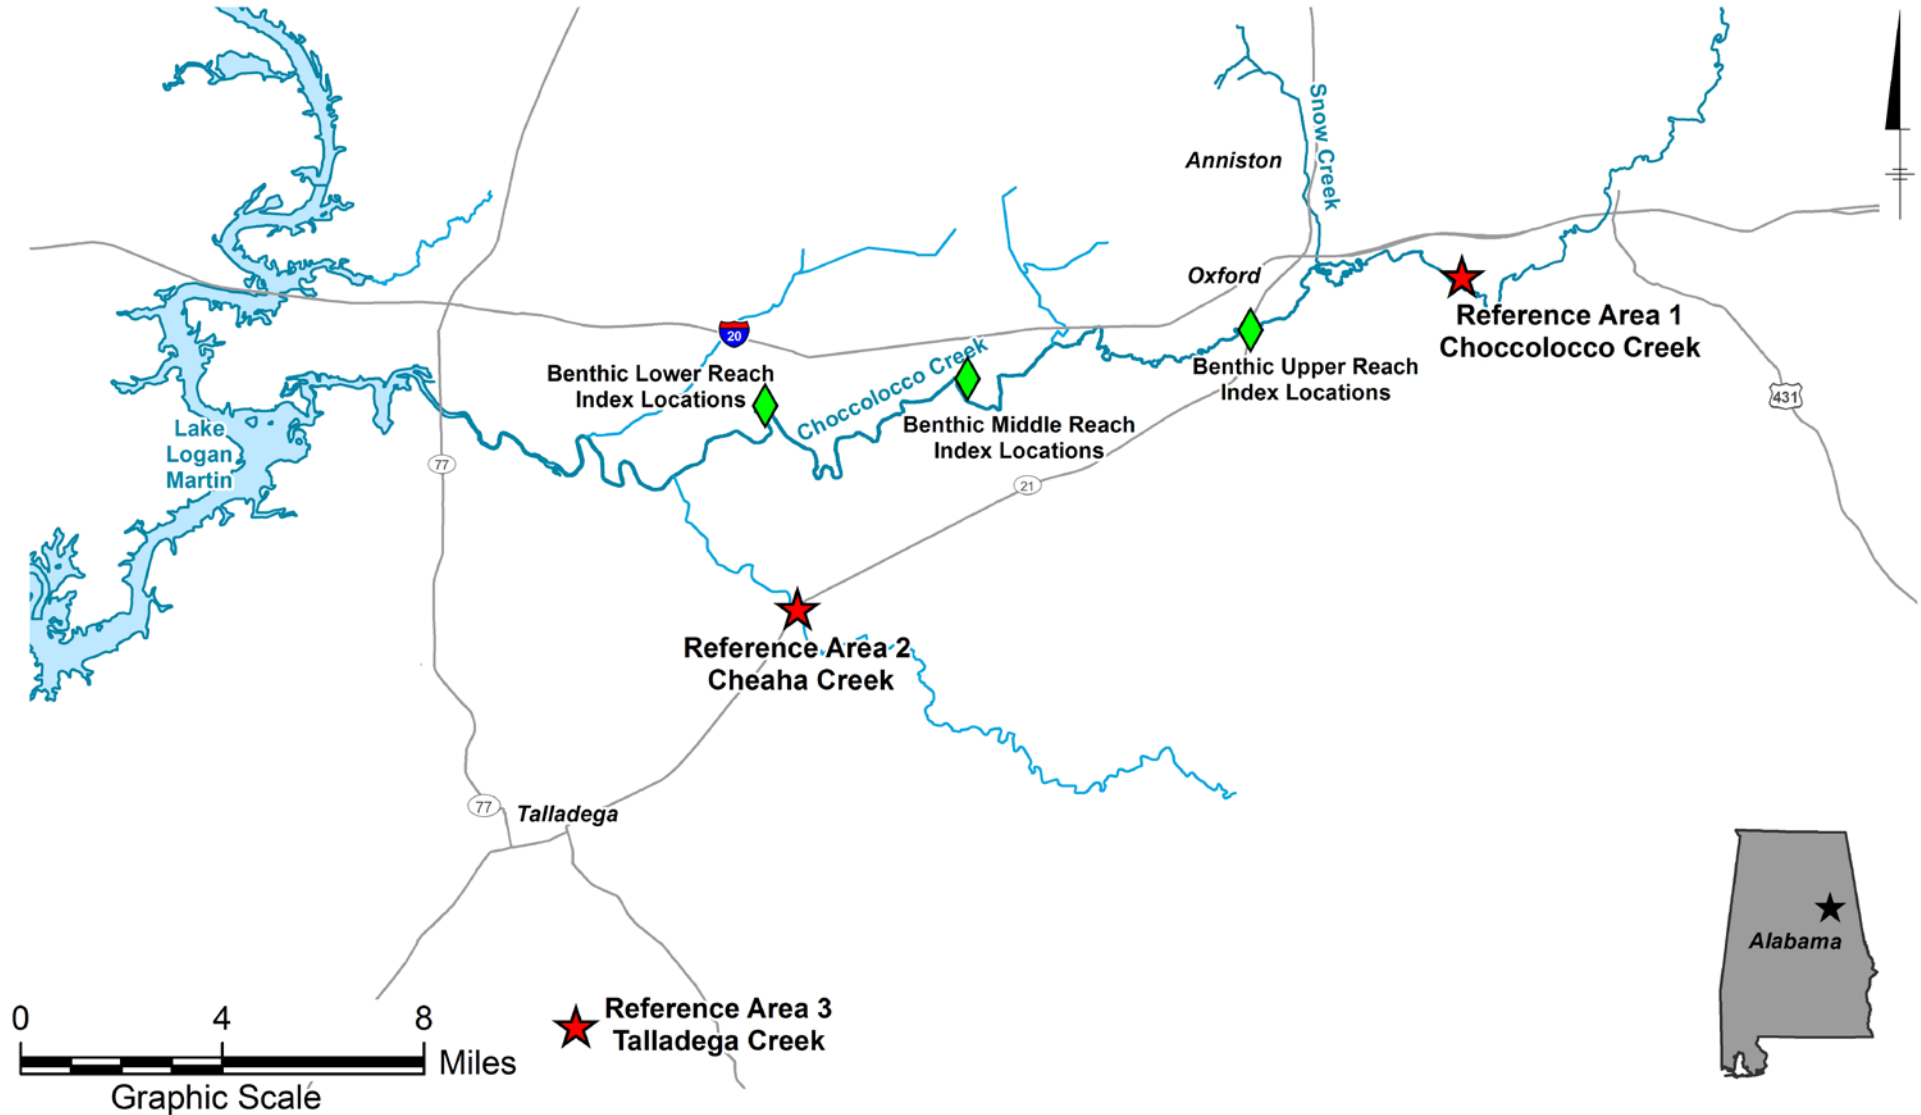 Snow Creek
Anniston
Oxford
Reference Area 1
Choccolocco Creek
20
Benthic Lower Reach
Index Locations
Choccolocco Creek
Benthic Upper Reach
Index Locations
431
Benthic Middle Reach
Index Locations
Lake
Logan
Martin
77
21
Reference Area 2
Cheaha Creek
77
Talladega
Alabama
Reference Area 3
Talladega Creek
0 4 8
Miles
Graphic Scale